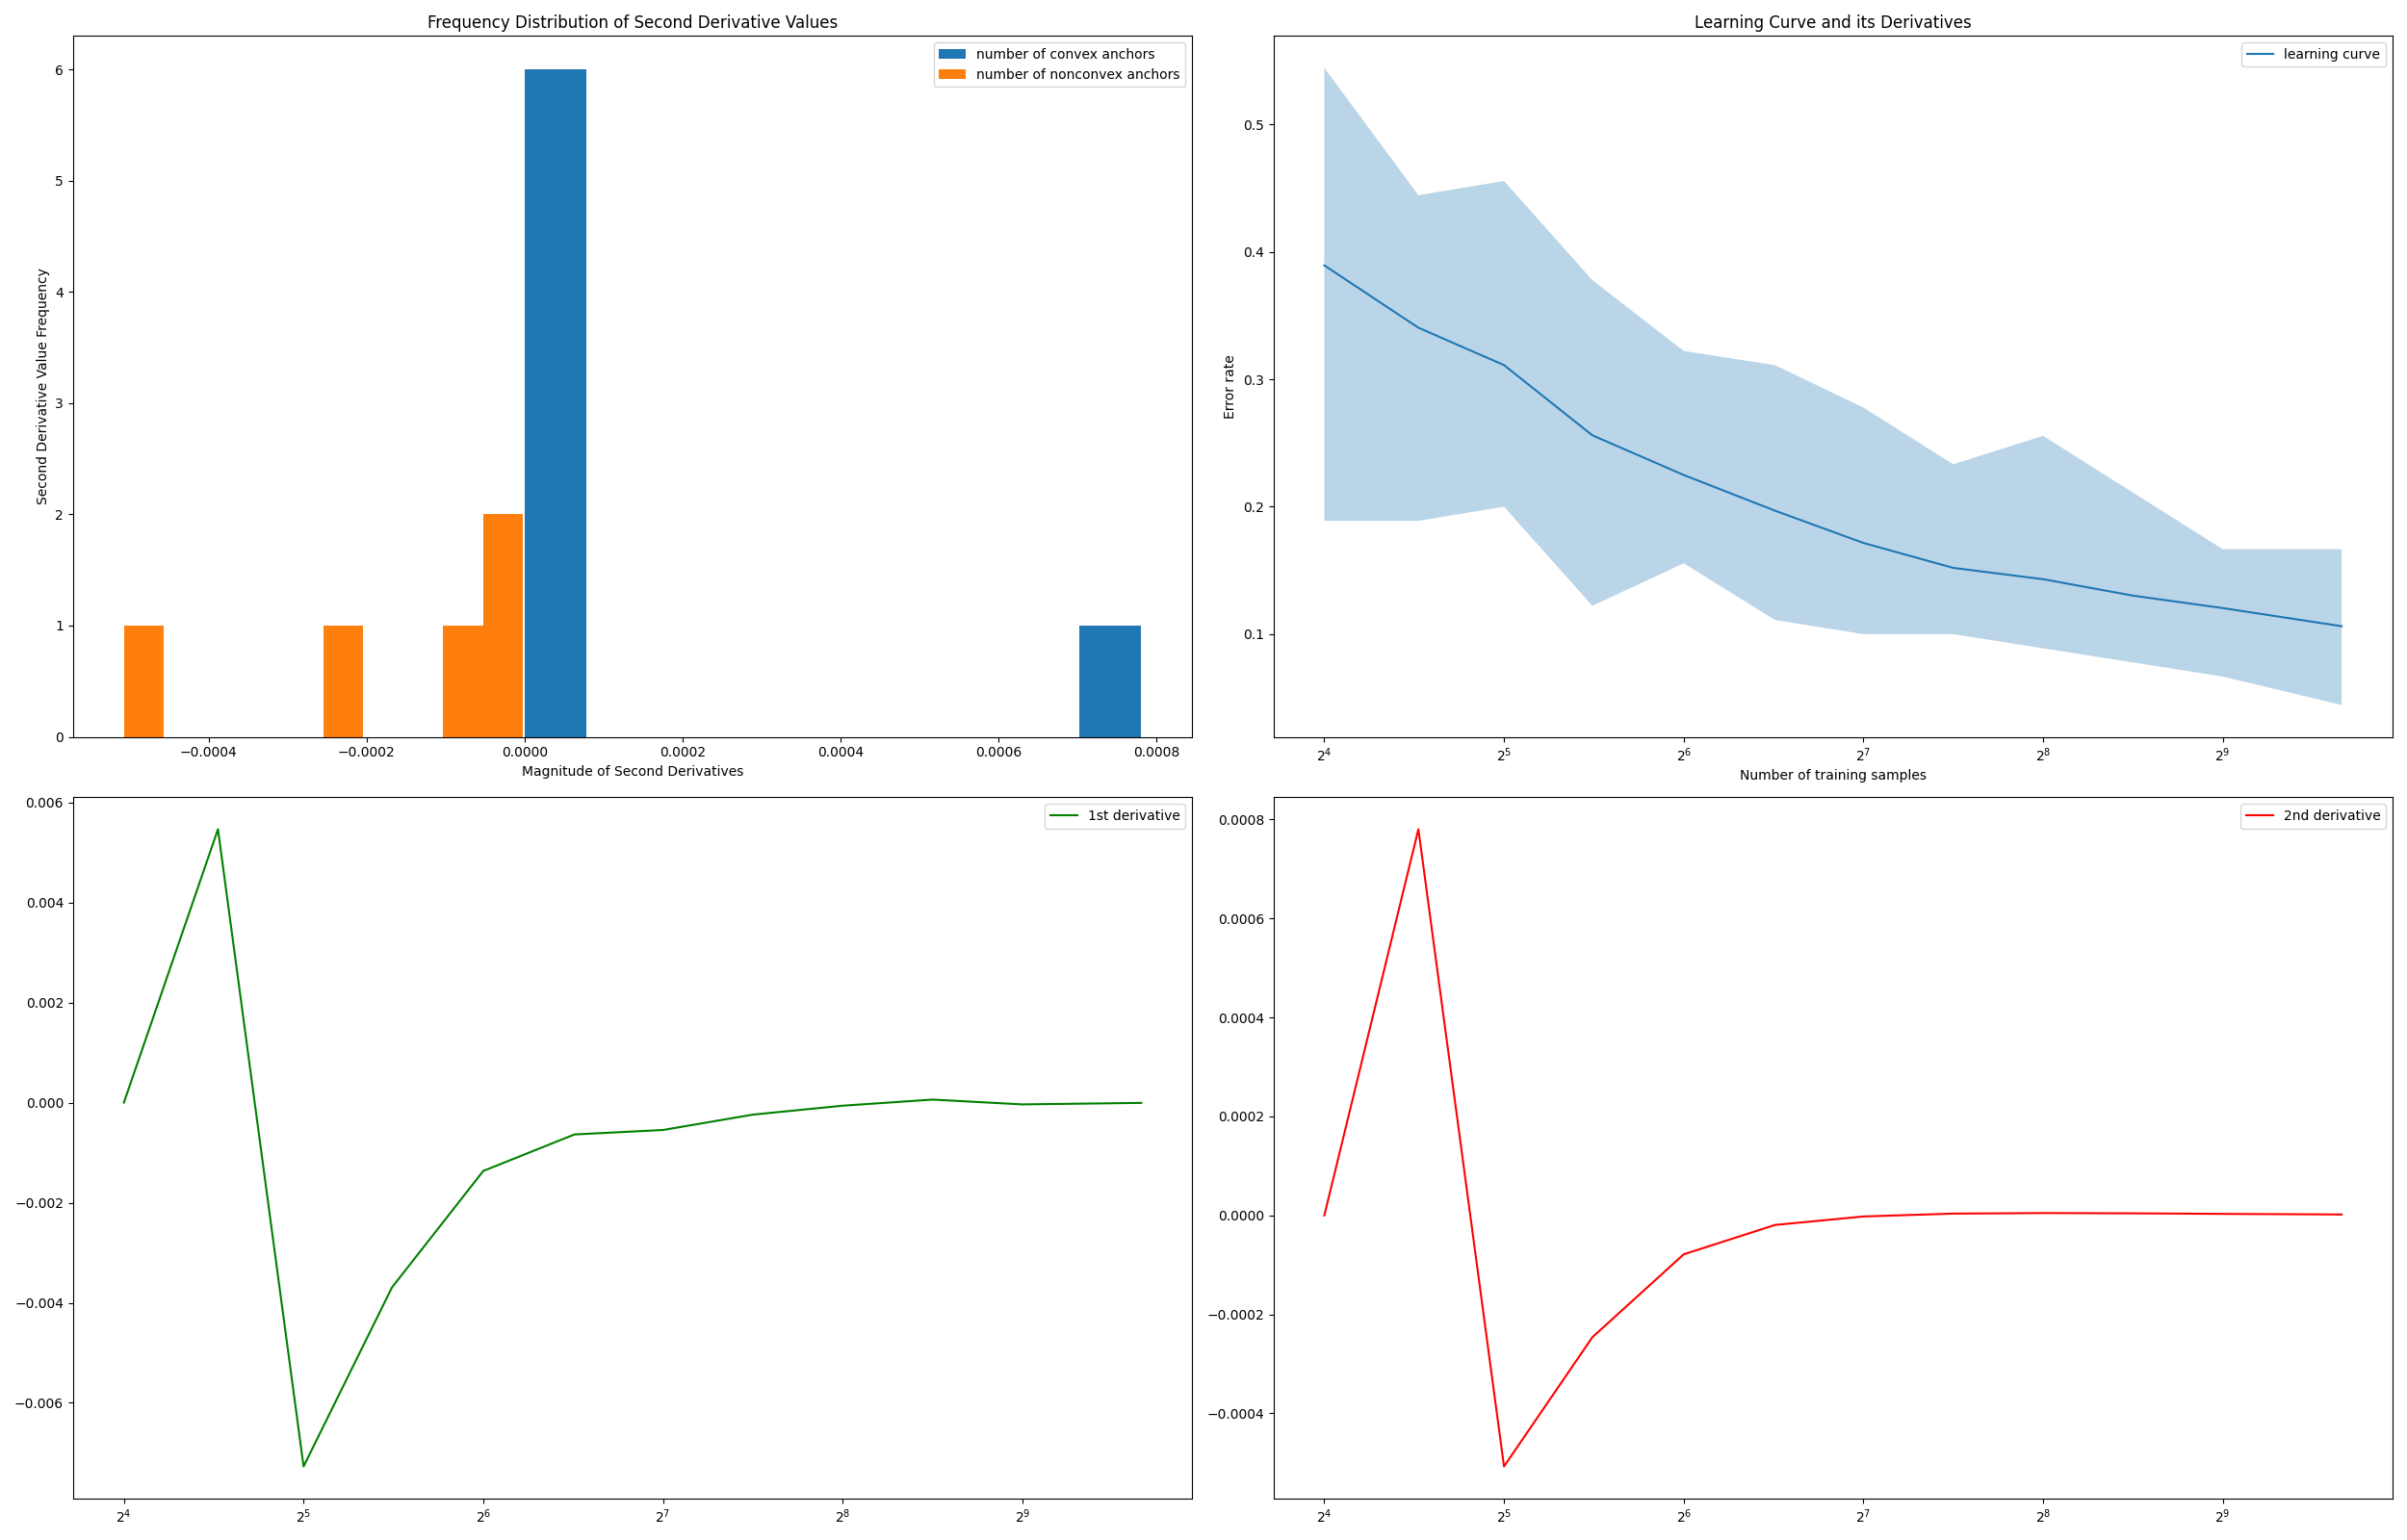 Frequency Distribution of Second Derivative Values
number of convex anchors
number of nonconvex anchors
Second Derivative Value Frequency
6
5
4
3
2
1
0
−0.0004 −0.0002 0.0000 0.0002 0.0004 0.0006 0.0008
Magnitude of Second Derivatives
Learning Curve and its Derivatives
learning curve
Error rate
0.5
0.4
0.3
0.2
0.1
2⁴ 2⁵ 2⁶ 2⁷ 2⁸ 2⁹
Number of training samples
1st derivative
0.006
0.004
0.002
0.000
−0.002
−0.004
−0.006
2⁴ 2⁵ 2⁶ 2⁷ 2⁸ 2⁹
2nd derivative
0.0008
0.0006
0.0004
0.0002
0.0000
−0.0002
−0.0004
2⁴ 2⁵ 2⁶ 2⁷ 2⁸ 2⁹